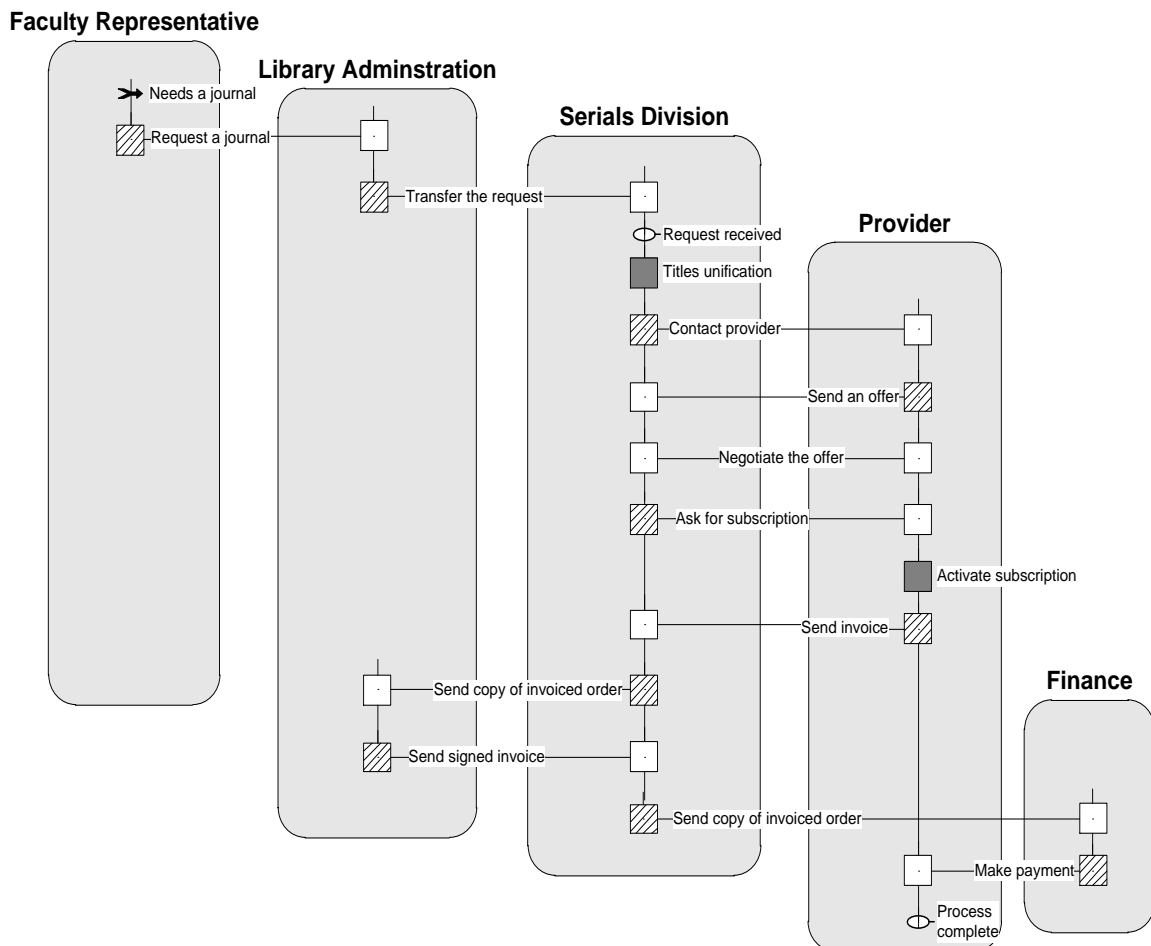 Faculty Representative
Library Adminstration
Serials Division
Provider
Finance
Needs a journal
Request a journal
Transfer the request
Request received
Titles unification
Contact provider
Send an offer
Negotiate the offer
Ask for subscription
Activate subscription
Send invoice
Send copy of invoiced order
Send signed invoice
Send copy of invoiced order
Make payment
Process
complete